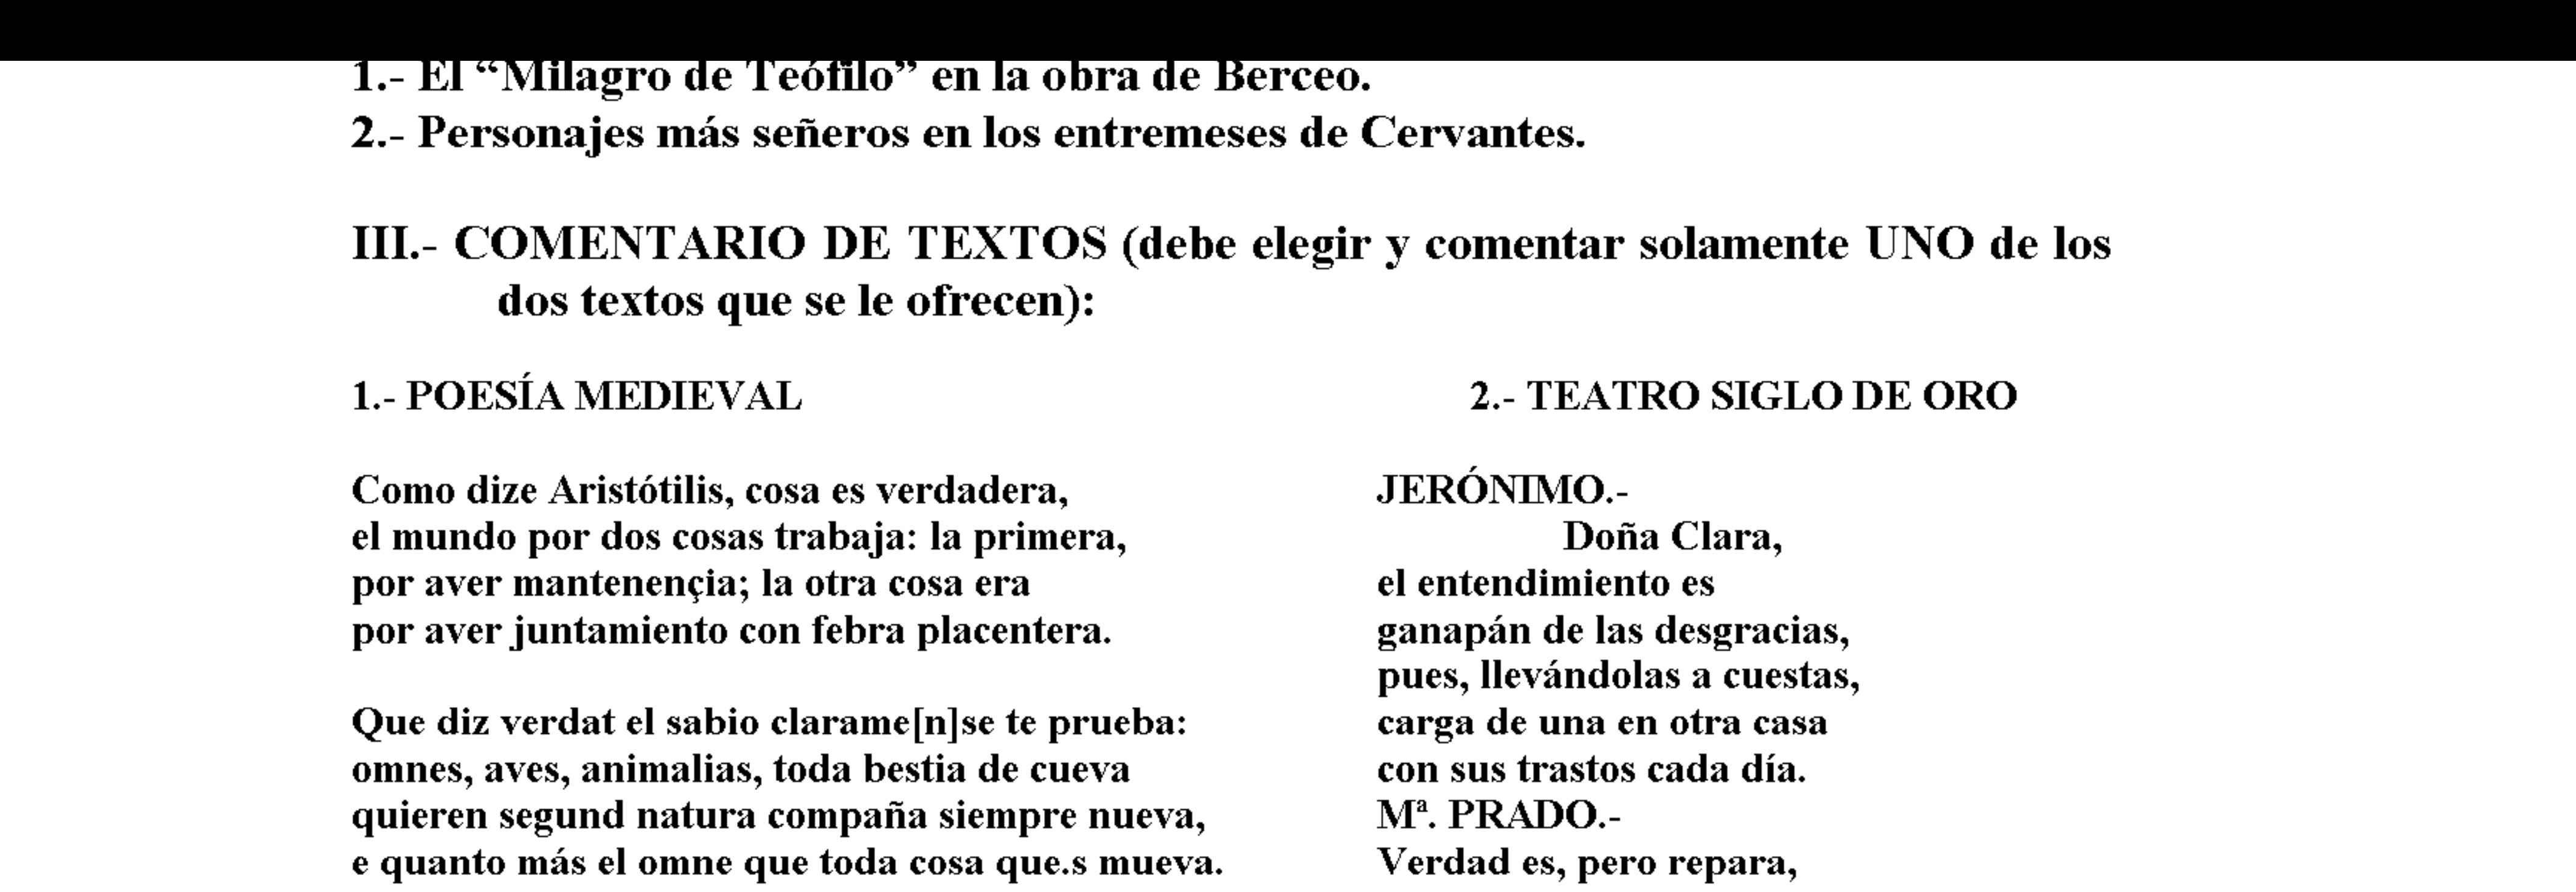 1.- El “Milagro de Teófilo” en la obra de Berceo.
2.- Personajes más señeros en los entremeses de Cervantes.
III.- COMENTARIO DE TEXTOS (debe elegir y comentar solamente UNO de los
dos textos que se le ofrecen):
1.- POESÍA MEDIEVAL
Como dize Aristótilis, cosa es verdadera,
el mundo por dos cosas trabaja: la primera,
por aver mantenençia; la otra cosa era
por aver juntamiento con febra placentera.
Que diz verdat el sabio clarame[n]se te prueba:
omnes, aves, animalias, toda bestia de cueva
quieren segund natura compaña siempre nueva,
e quanto más el omne que toda cosa que.s mueva.
2.- TEATRO SIGLO DE ORO
JERÓNIMO.-
Doña Clara,
el entendimiento es
ganapán de las desgracias,
pues, llevándolas a cuestas,
carga de una en otra casa
con sus trastos cada día.
Mª. PRADO.-
Verdad es, pero repara,